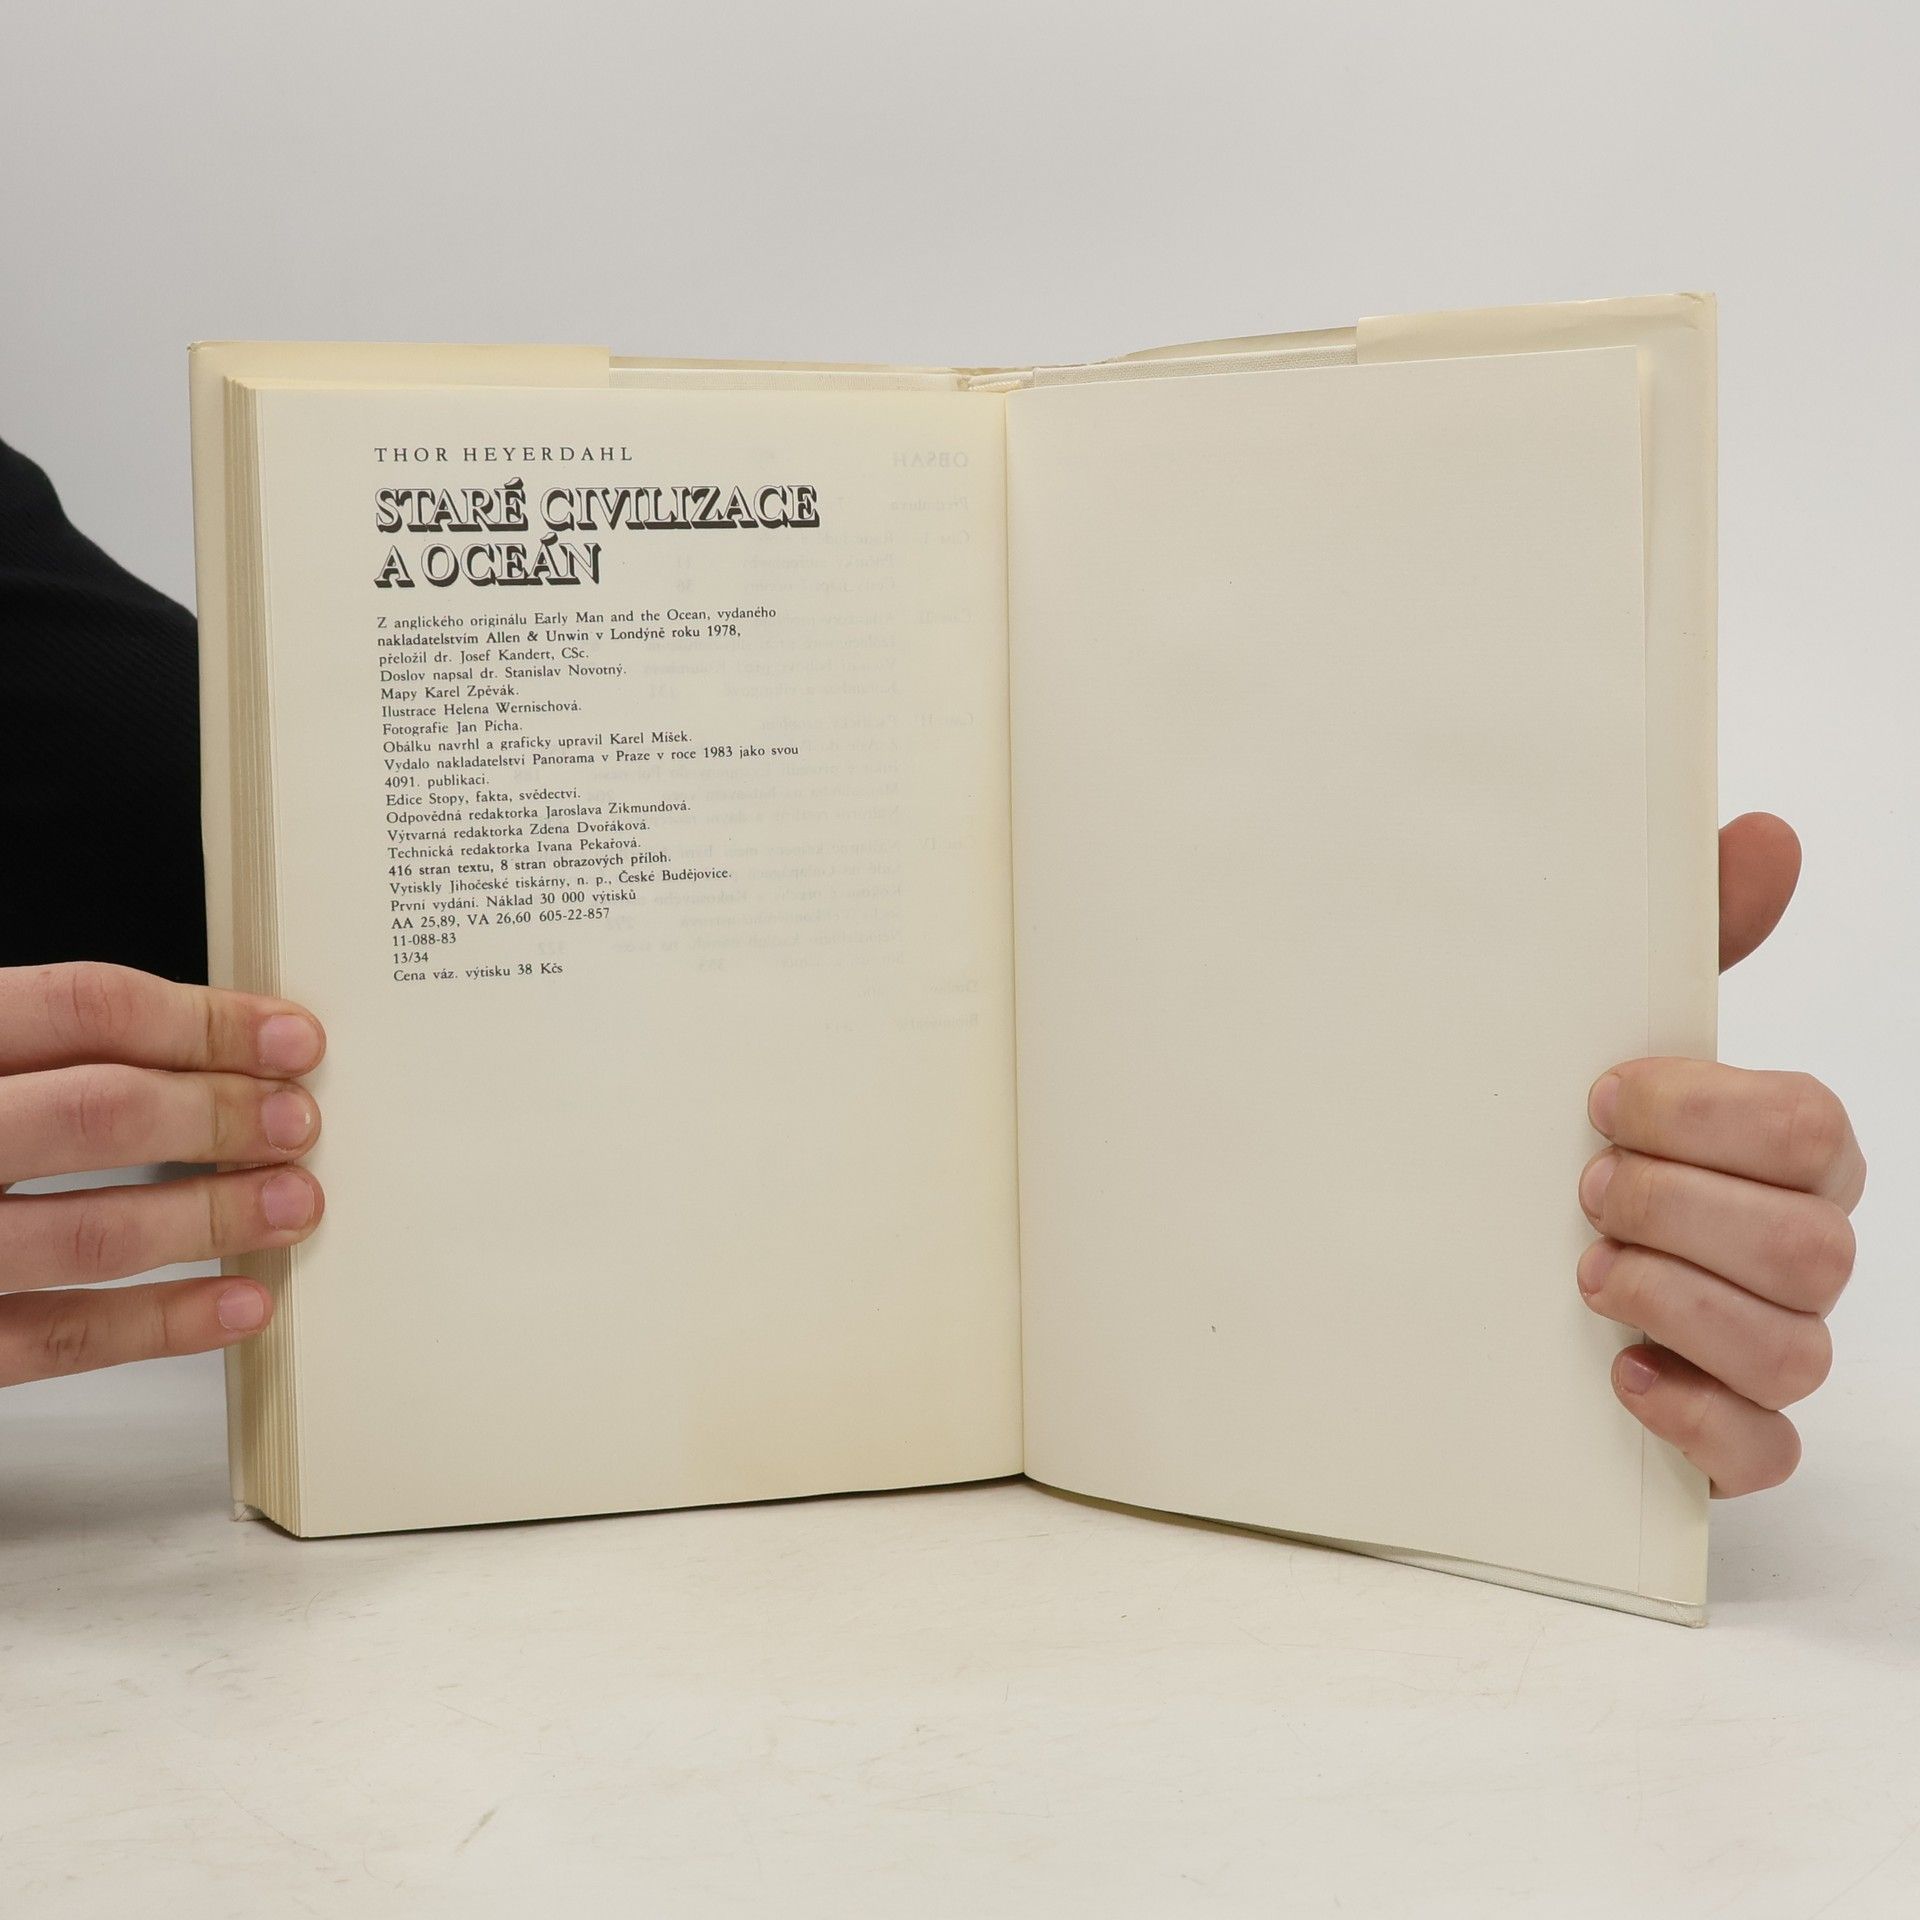 THOR HEYERDAHL
STARÉ CIVILIZACE
A OCEÁN
Z anglického originálu Early Man and the Ocean, vydaného
nakladatelstvím Allen & Unwin v Londýně roku 1978,
přeložil dr. Josef Kandert, CSc.
Doslov napsal dr. Stanislav Novotný.
Mapy Karel Zpěvák.
Ilustrace Helena Wernischová.
Fotografie Jan Pícha.
Obálku navrhl a graficky upravil Karel Míšek.
Vydalo nakladatelství Panorama v Praze v roce 1983 jako svou
4091. publikaci.
Edice Stopy, fakta, svědectví.
Odpovědná redaktorka Jaroslava Zikmundová.
Výtvarná redaktorka Zdena Dvořáková.
Technická redaktorka Ivana Pekařová.
416 stran textu, 8 stran obrazových příloh.
Vytiskly Jihočeské tiskárny, n. p., České Budějovice.
První vydání. Náklad 30 000 výtisků
AA 25,89, VA 26,60 605-22-857
11-088-83
13/34
Cena váz. výtisku 38 Kčs